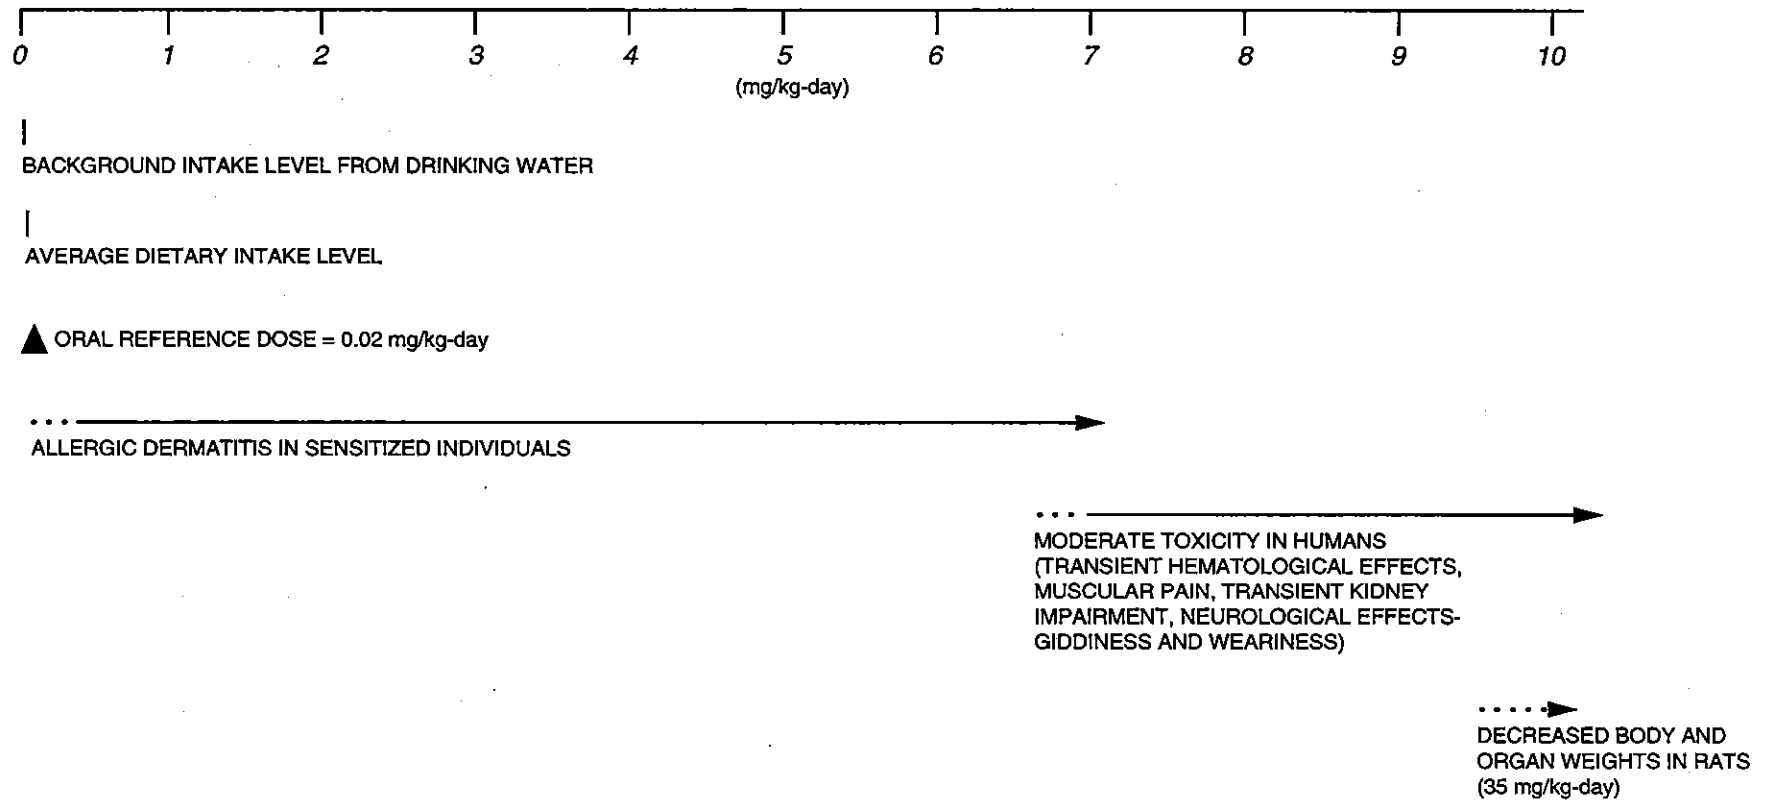 0 1 2 3 4 5 6 7 8 9 10
(mg/kg-day)
BACKGROUND INTAKE LEVEL FROM DRINKING WATER
AVERAGE DIETARY INTAKE LEVEL
ORAL REFERENCE DOSE = 0.02 mg/kg-day
ALLERGIC DERMATITIS IN SENSITIZED INDIVIDUALS
MODERATE TOXICITY IN HUMANS
(TRANSIENT HEMATOLOGICAL EFFECTS,
MUSCULAR PAIN, TRANSIENT KIDNEY
IMPAIRMENT, NEUROLOGICAL EFFECTS-
GIDDINESS AND WEARINESS)
DECREASED BODY AND
ORGAN WEIGHTS IN RATS
(35 mg/kg-day)